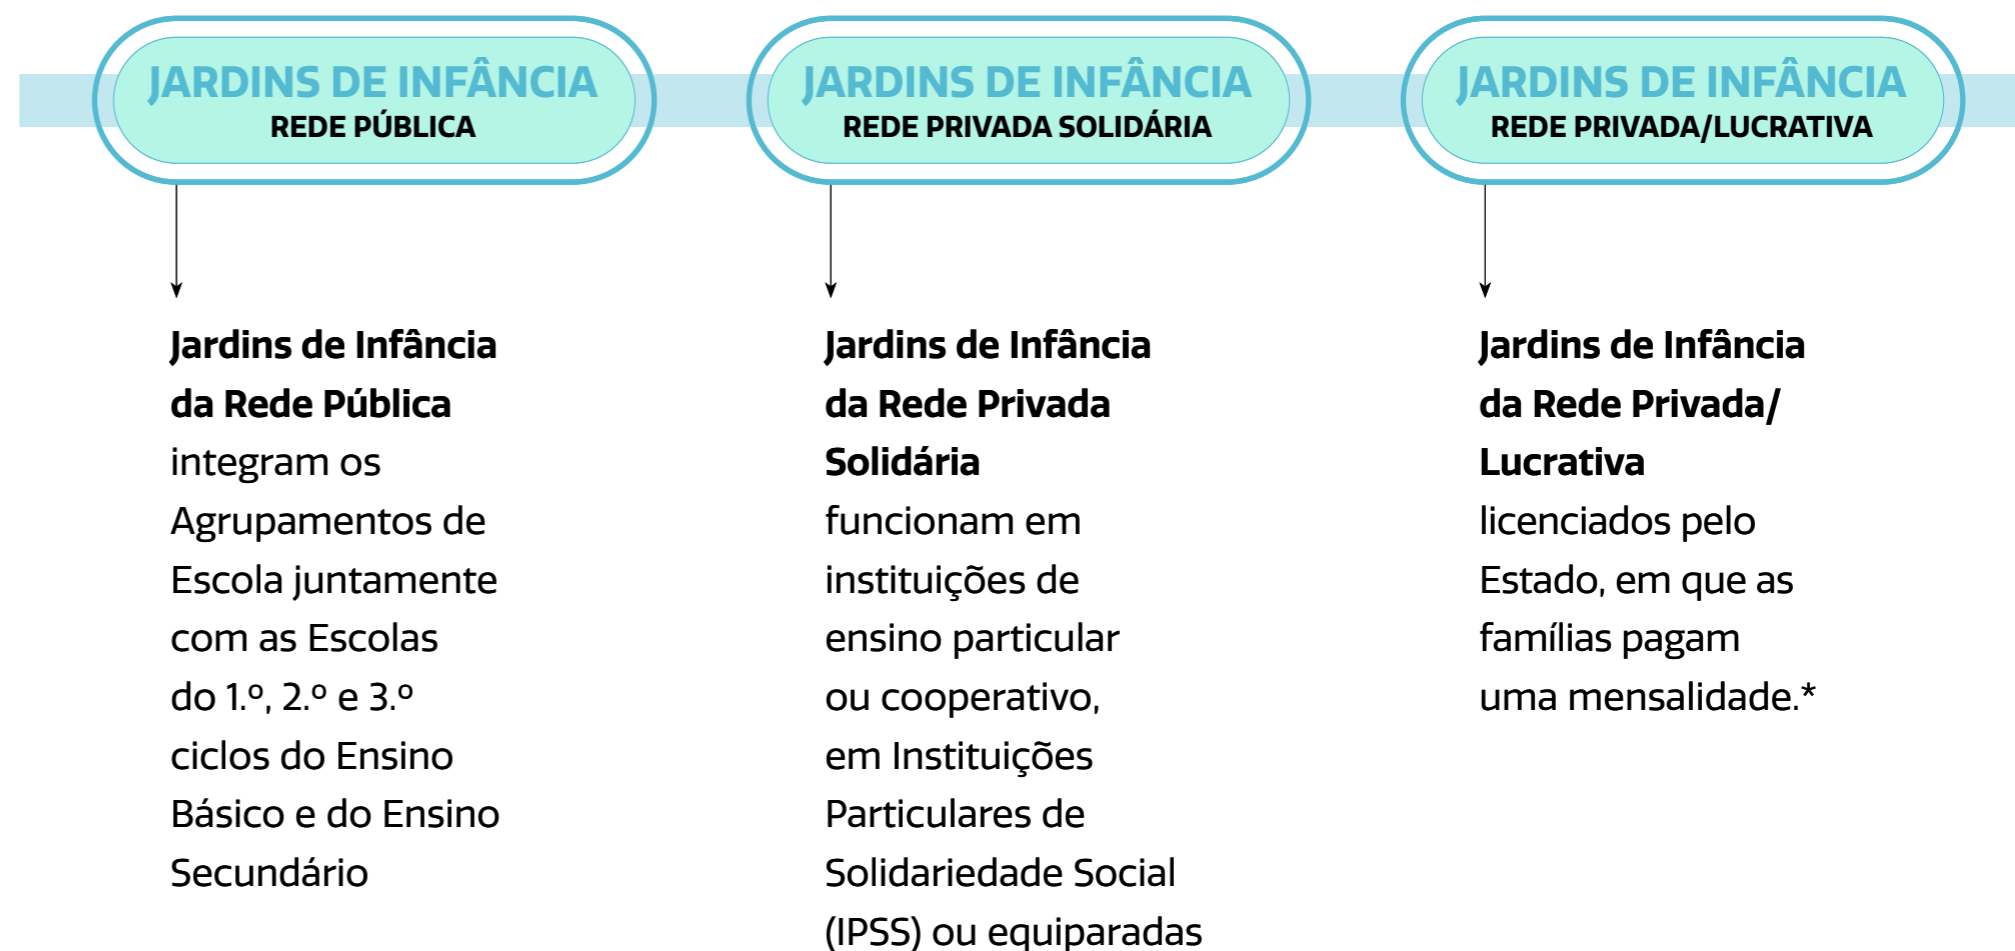 JARDINS DE INFÂNCIA
REDE PÚBLICA
Jardins de Infância
da Rede Pública
integram os
Agrupamentos de
Escola juntamente
com as Escolas
do 1.º, 2.º e 3.º
ciclos do Ensino
Básico e do Ensino
Secundário
JARDINS DE INFÂNCIA
REDE PRIVADA SOLIDÁRIA
Jardins de Infância
da Rede Privada
Solidária
funcionam em
instituições de
ensino particular
ou cooperativo,
em Instituições
Particulares de
Solidariedade Social
(IPSS) ou equiparadas
JARDINS DE INFÂNCIA
REDE PRIVADA/LUCRATIVA
Jardins de Infância
da Rede Privada/
Lucrativa
licenciados pelo
Estado, em que as
famílias pagam
uma mensalidade.*